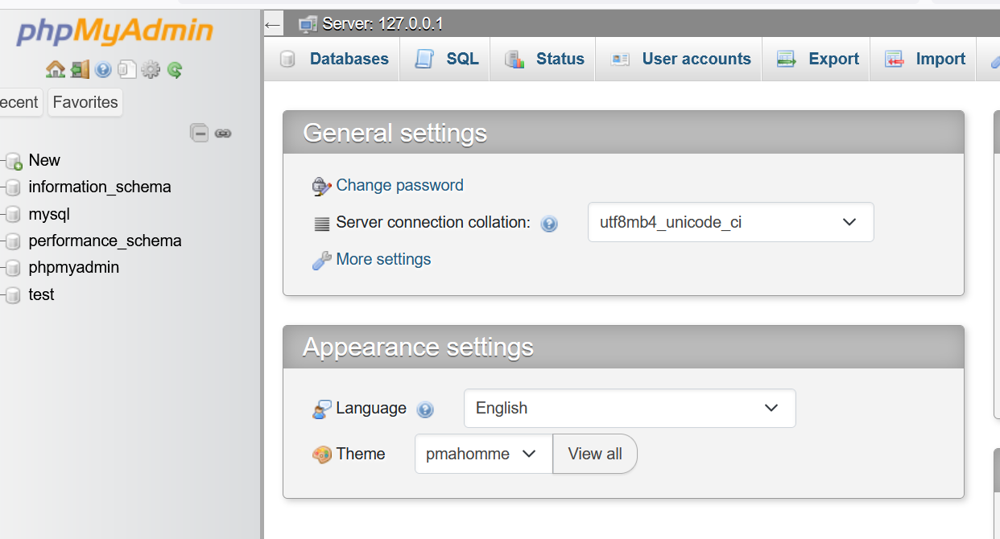 phpMyAdmin
ecent Favorites
New
information_schema
mysql
performance_schema
phpmyadmin
test
← Server: 127.0.0.1
Databases SQL Status User accounts Export Import
General settings
Change password
Server connection collation: utf8mb4_unicode_ci
More settings
Appearance settings
Language English
Theme pmahomme View all